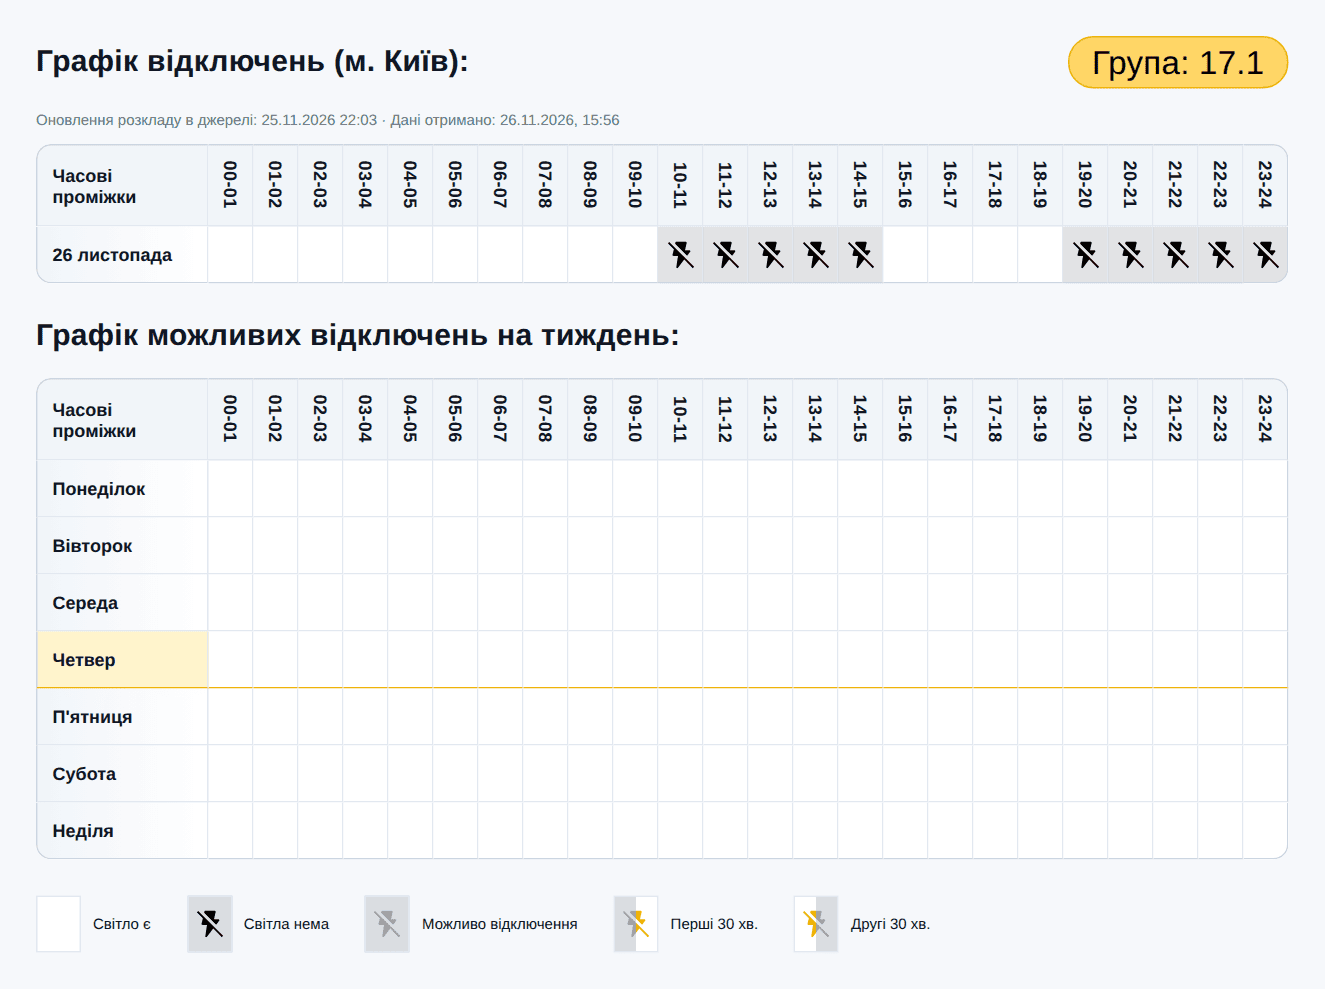 Графік відключень (м. Київ):
Група: 17.1
Оновлення розкладу в джерелі: 25.11.2026 22:03 · Дані отримано: 26.11.2026, 15:56
Часові проміжки 00-01 01-02 02-03 03-04 04-05 05-06 06-07 07-08 08-09 09-10 10-11 11-12 12-13 13-14 14-15 15-16 16-17 17-18 18-19 19-20 20-21 21-22 22-23 23-24
26 листопада
Графік можливих відключень на тиждень:
Часові проміжки 00-01 01-02 02-03 03-04 04-05 05-06 06-07 07-08 08-09 09-10 10-11 11-12 12-13 13-14 14-15 15-16 16-17 17-18 18-19 19-20 20-21 21-22 22-23 23-24
Понеділок
Вівторок
Середа
Четвер
П'ятниця
Субота
Неділя
Світло є Світла нема Можливо відключення Перші 30 хв. Другі 30 хв.